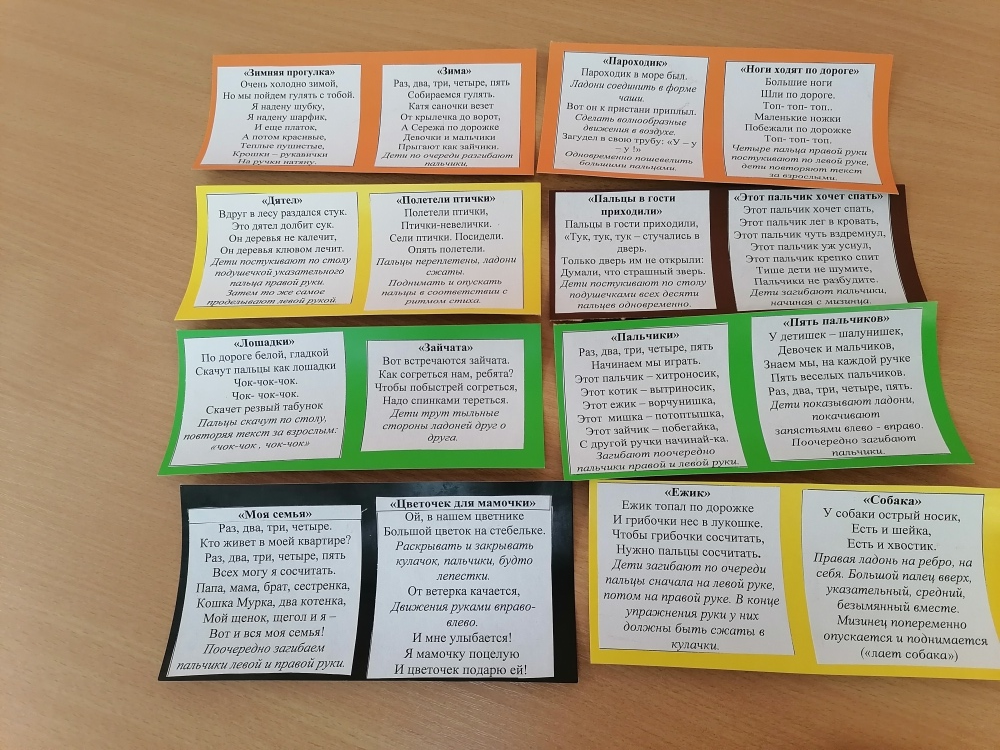 «Зимняя прогулка»
Очень холодно зимой,
Но мы пойдем гулять с тобой.
Я надену шубку,
Я надену шарфик,
И еще платок,
А потом красивые,
Теплые пушистые,
Крошки – рукавички
На ручки натяну.
«Зима»
Раз, два, три, четыре, пять
Собираемся гулять.
Катя саночки везет
От крылечка до ворот,
А Сережа по дорожке
Девочки и мальчики
Прыгают как зайчики.
Дети по очереди разгибают
пальчики.
«Пароходик»
Пароходик в море был.
Ладони соединить в форме
чаши.
Вот он к пристани приплыл.
Сделать волнообразные
движения в воздухе.
Загудел в свою трубу: «У – у
– у !»
Одновременно пошевелить
большими пальцами.
«Ноги ходят по дороге»
Большие ноги
Шли по дороге.
Топ- топ- топ..
Маленькие ножки
Побежали по дорожке
Топ- топ- топ.
Четыре пальца правой руки
постукивают по левой руке,
дети повторяют текст
за взрослым.
«Дятел»
Вдруг в лесу раздался стук.
Это дятел долбит сук.
Он деревья не калечит,
Он деревья клювом лечит.
Дети постукивают по столу
подушечкой указательного
пальца правой руки.
Затем то же самое
проделывают левой рукой.
«Полетели птички»
Полетели птички,
Птички-невелички.
Сели птички. Посидели.
Опять полетели.
Пальцы переплетены, ладони
сжаты.
Поднимать и опускать
пальцы в соответствии с
ритмом стиха.
«Пальцы в гости
приходили»
Пальцы в гости приходили,
«Тук, тук, тук – стучались в
дверь.
Только дверь им не открыли:
Думали, что страшный зверь.
Дети постукивают по столу
подушечками всех десяти
пальцев одновременно.
«Этот пальчик хочет спать»
Этот пальчик хочет спать,
Этот пальчик лег в кровать,
Этот пальчик чуть вздремнул,
Этот пальчик уж уснул,
Этот пальчик крепко спит
Тише дети не шумите,
Пальчики не разбудите.
Дети загибают пальчики,
начиная с мизинца.
«Лошадки»
По дороге белой, гладкой
Скачут пальцы как лошадки
Чок-чок-чок.
Чок- чок-чок.
Скачет резвый табунок
Пальцы скачут по столу,
повторяя текст за взрослым:
«чок-чок , чок-чок»
«Зайчата»
Вот встречаются зайчата.
Как согреться нам, ребята?
Чтобы побыстрей согреться,
Надо спинками тереться.
Дети трут тыльные
стороны ладоней друг о
друга.
«Пальчики»
Раз, два, три, четыре, пять
Начинаем мы играть.
Этот пальчик – хитроносик,
Этот котик – вытриносик,
Этот ежик – ворчунишка,
Этот мишка – потоптышка,
Этот зайчик – побегайка,
С другой ручки начинай-ка.
Загибают поочередно
пальчики правой и левой руки.
«Пять пальчиков»
У детишек – шалунишек,
Девочек и мальчиков,
Знаем мы, на каждой ручке
Пять веселых пальчиков.
Раз, два, три, четыре, пять.
Дети показывают ладони,
покачивают
запястьями влево - вправо.
Поочередно загибают
пальчики.
«Моя семья»
Раз, два, три, четыре.
Кто живет в моей квартире?
Раз, два, три, четыре, пять
Всех могу я сосчитать.
Папа, мама, брат, сестренка,
Кошка Мурка, два котенка,
Мой щенок, щегол и я –
Вот и вся моя семья!
Поочередно загибаем
пальчики левой и правой руки.
«Цветочек для мамочки»
Ой, в нашем цветнике
Большой цветок на стебельке.
Раскрывать и закрывать
кулачок, пальчики, будто
лепестки.
От ветерка качается,
Движения руками вправо-
влево.
И мне улыбается!
Я мамочку поцелую
И цветочек подарю ей!
«Ежик»
Ежик топал по дорожке
И грибочки нес в лукошке.
Чтобы грибочки сосчитать,
Нужно пальцы сосчитать.
Дети загибают по очереди
пальцы сначала на левой руке,
потом на правой руке. В конце
упражнения руки у них
должны быть сжаты в
кулачки.
«Собака»
У собаки острый носик,
Есть и шейка,
Есть и хвостик.
Правая ладонь на ребро, на
себя. Большой палец вверх,
указательный, средний,
безымянный вместе.
Мизинец попеременно
опускается и поднимается
(«лает собака»)